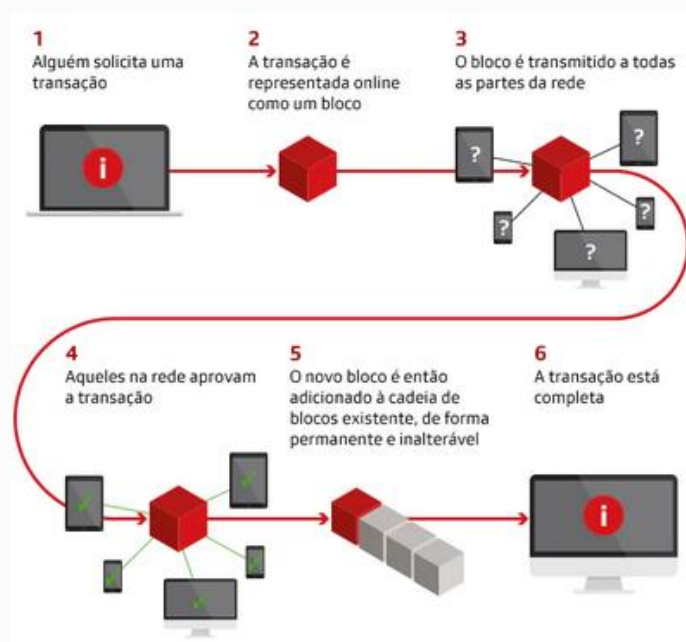 1
Alguém solicita uma
transação
2
A transação é
representada online
como um bloco
3
O bloco é transmitido a todas
as partes da rede
i
?
?
?
?
?
4
Aqueles na rede aprovam
a transação
5
O novo bloco é então
adicionado à cadeia de
blocos existente, de forma
permanente e inalterável
6
A transação está
completa
i